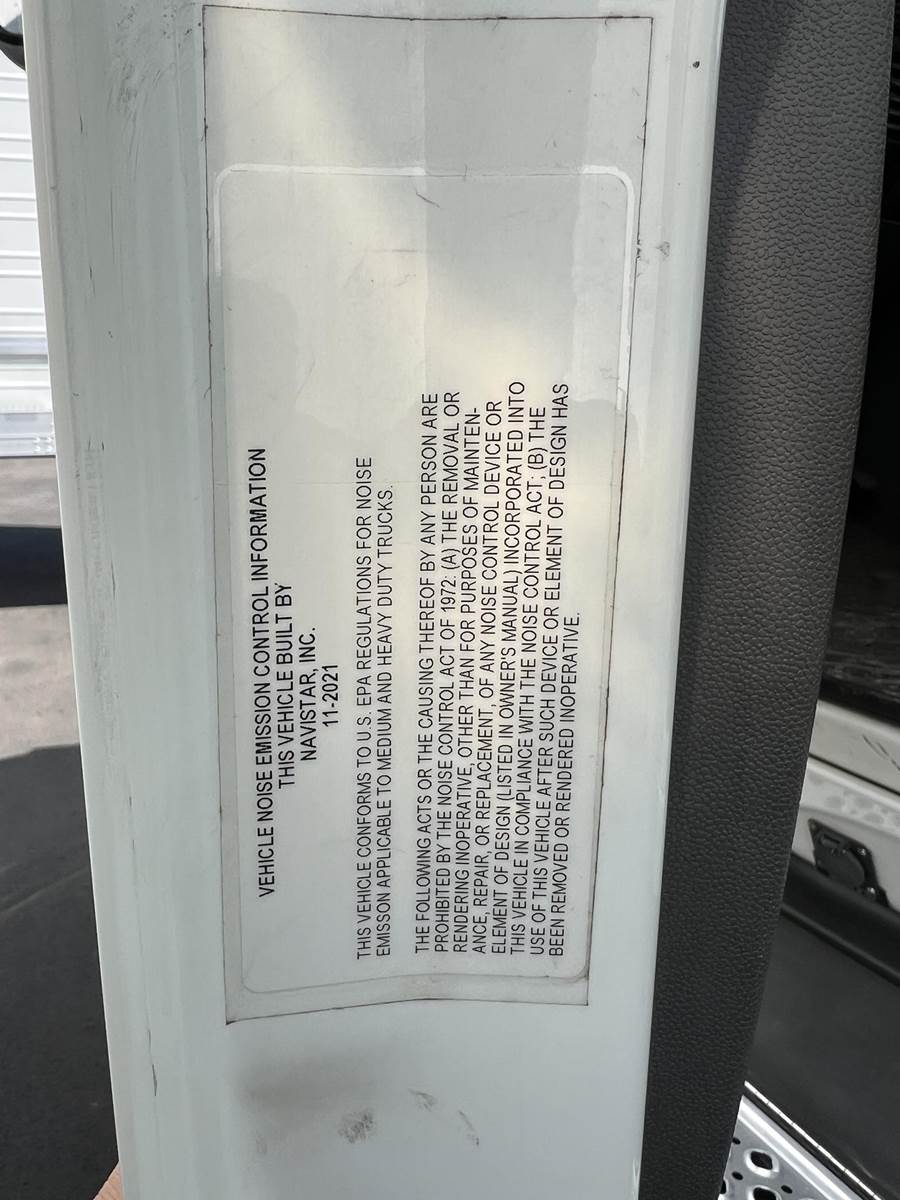 VEHICLE NOISE EMISSION CONTROL INFORMATION
THIS VEHICLE BUILT BY
NAVISTAR, INC.
11-2021
THIS VEHICLE CONFORMS TO U.S. EPA REGULATIONS FOR NOISE
EMISSON APPLICABLE TO MEDIUM AND HEAVY DUTY TRUCKS.
THE FOLLOWING ACTS OR THE CAUSING THEREOF BY ANY PERSON ARE
PROHIBITED BY THE NOISE CONTROL ACT OF 1972: (A) THE REMOVAL OR
RENDERING INOPERATIVE, OTHER THAN FOR PURPOSES OF MAINTEN-
ANCE, REPAIR, OR REPLACEMENT, OF ANY NOISE CONTROL DEVICE OR
ELEMENT OF DESIGN (LISTED IN OWNER'S MANUAL) INCORPORATED INTO
THIS VEHICLE IN COMPLIANCE WITH THE NOISE CONTROL ACT; (B) THE
USE OF THIS VEHICLE AFTER SUCH DEVICE OR ELEMENT OF DESIGN HAS
BEEN REMOVED OR RENDERED INOPERATIVE.